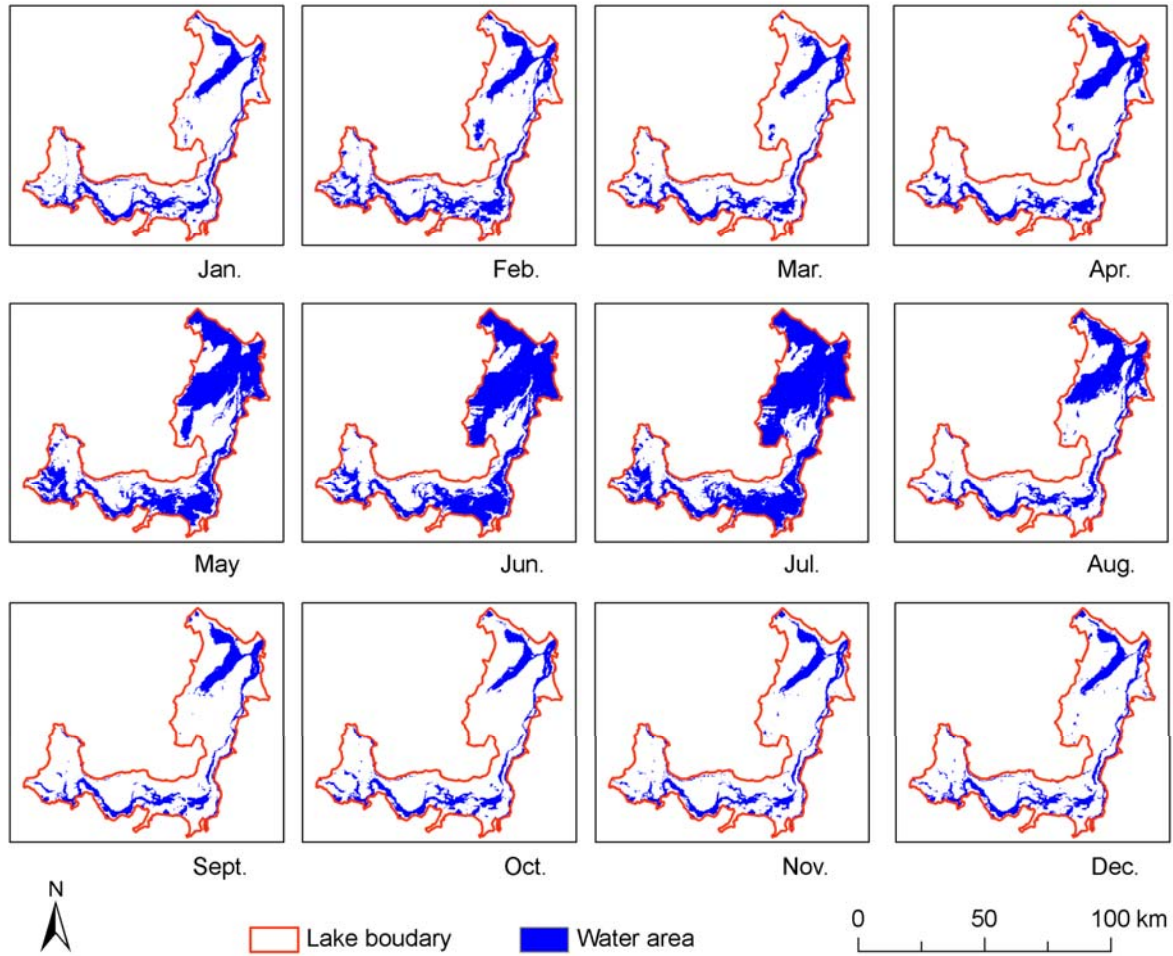 Jan.
Feb.
Mar.
Apr.
May
Jun.
Jul.
Aug.
Sept.
Oct.
Nov.
Dec.
N
Lake boudary
Water area
0 50 100 km